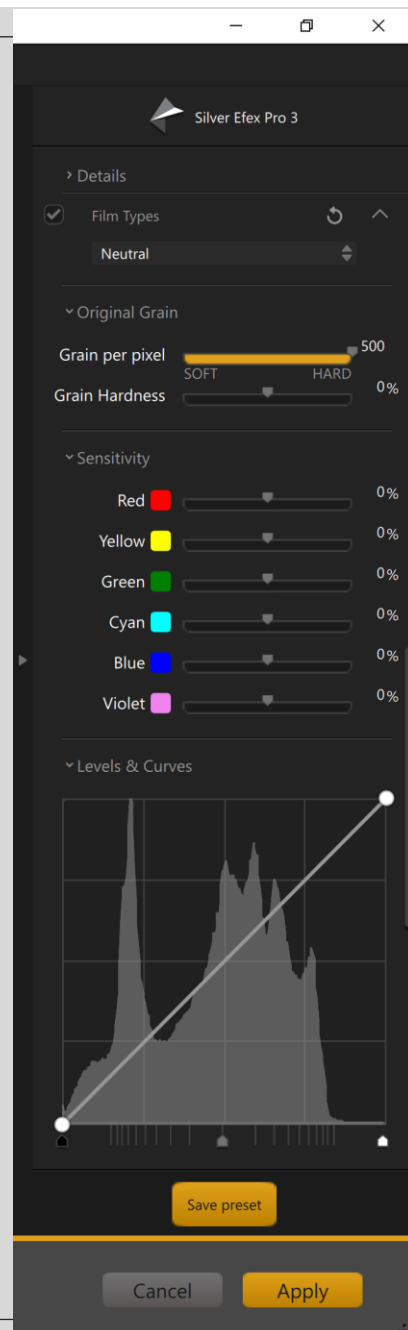 Silver Efex Pro 3
Details
Film Types
Neutral
Original Grain
Grain per pixel 500
SOFT HARD
Grain Hardness 0%
Sensitivity
Red 0%
Yellow 0%
Green 0%
Cyan 0%
Blue 0%
Violet 0%
Levels & Curves
Save preset
Cancel Apply